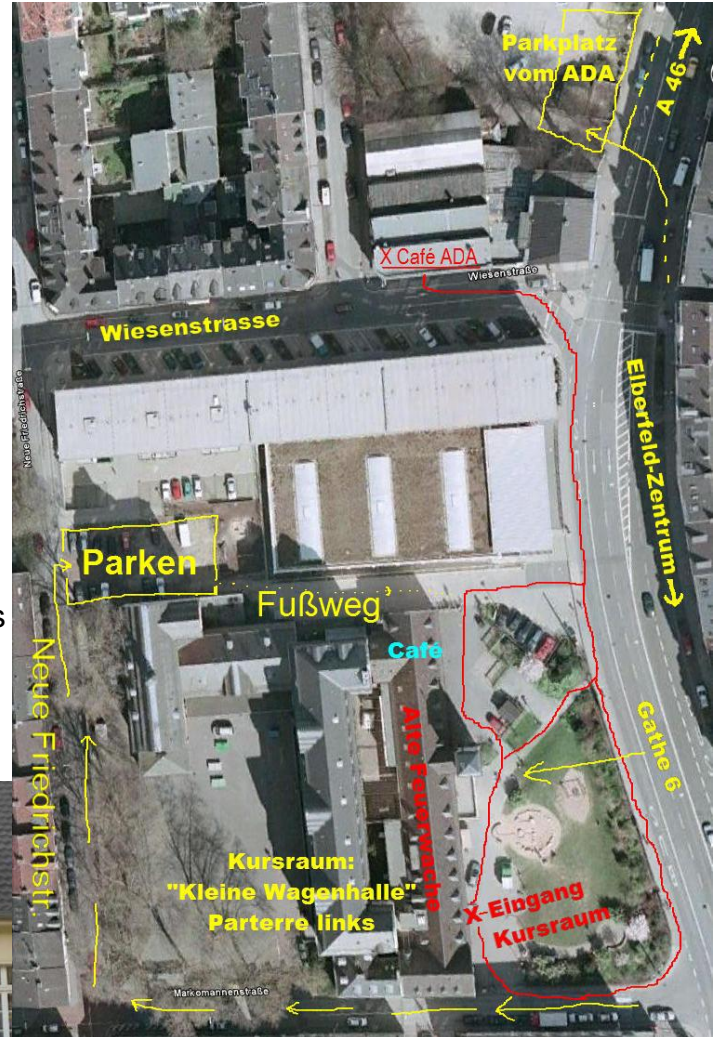 Parkplatz
vom ADA
A 46
X Café ADA
Wiesenstraße
Wiesenstrasse
Neue Friedrichstraße
Elberfeld-Zentrum
Parken
s
Fußweg
Café
Neue Friedrichstr.
Alte Feuerwache
Gathe 6
Kursraum:
"Kleine Wagenhalle"
Parterre links
X-Eingang
Kursraum
Markomannenstraße